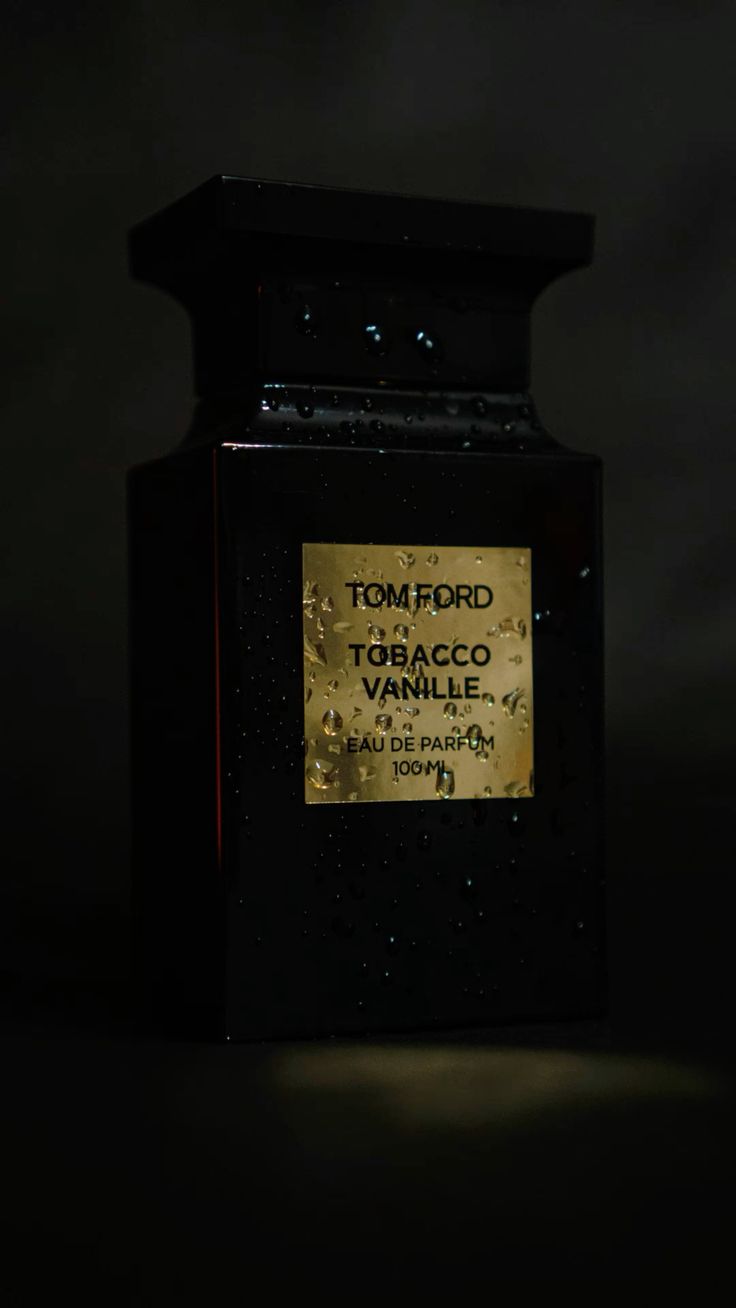 TOM FORD
TOBACCO
VANILLE
EAU DE PARFUM
100 ML